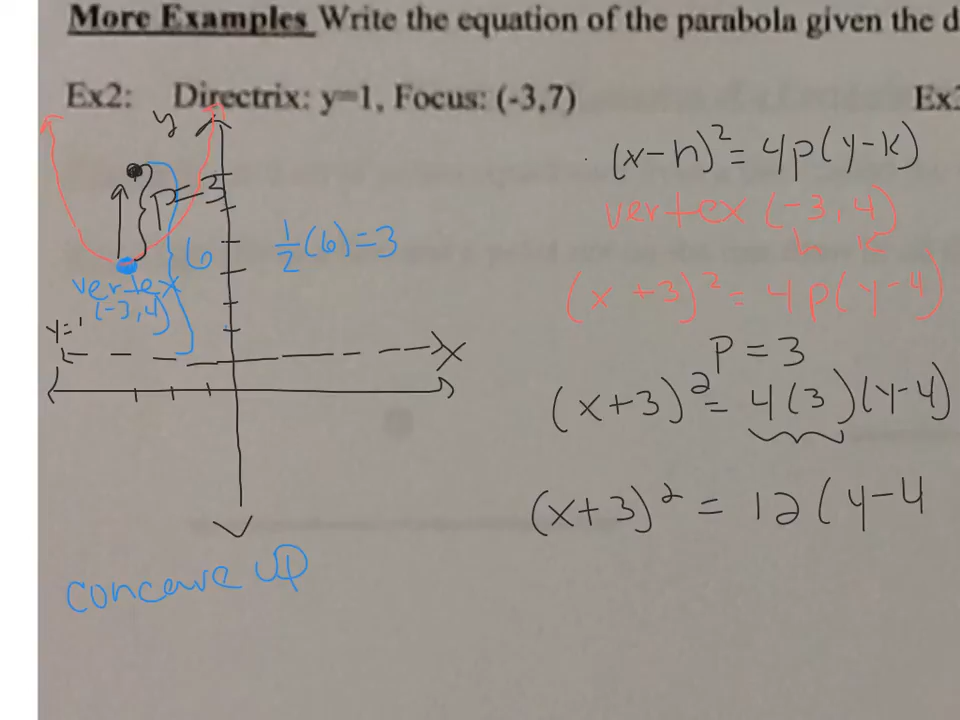 More Examples Write the equation of the parabola given the d
Ex2: Directrix: y=1, Focus: (-3,7)
Ex
y
(x-h)² = 4p(y-k)
P=3
vertex (-3,4)
h k
6
½(6)=3
vertex
(-3,4)
(x+3)² = 4p(y-4)
y=1
x
P = 3
(x+3)² = 4(3)(y-4)
(x+3)² = 12(y-4
concave up